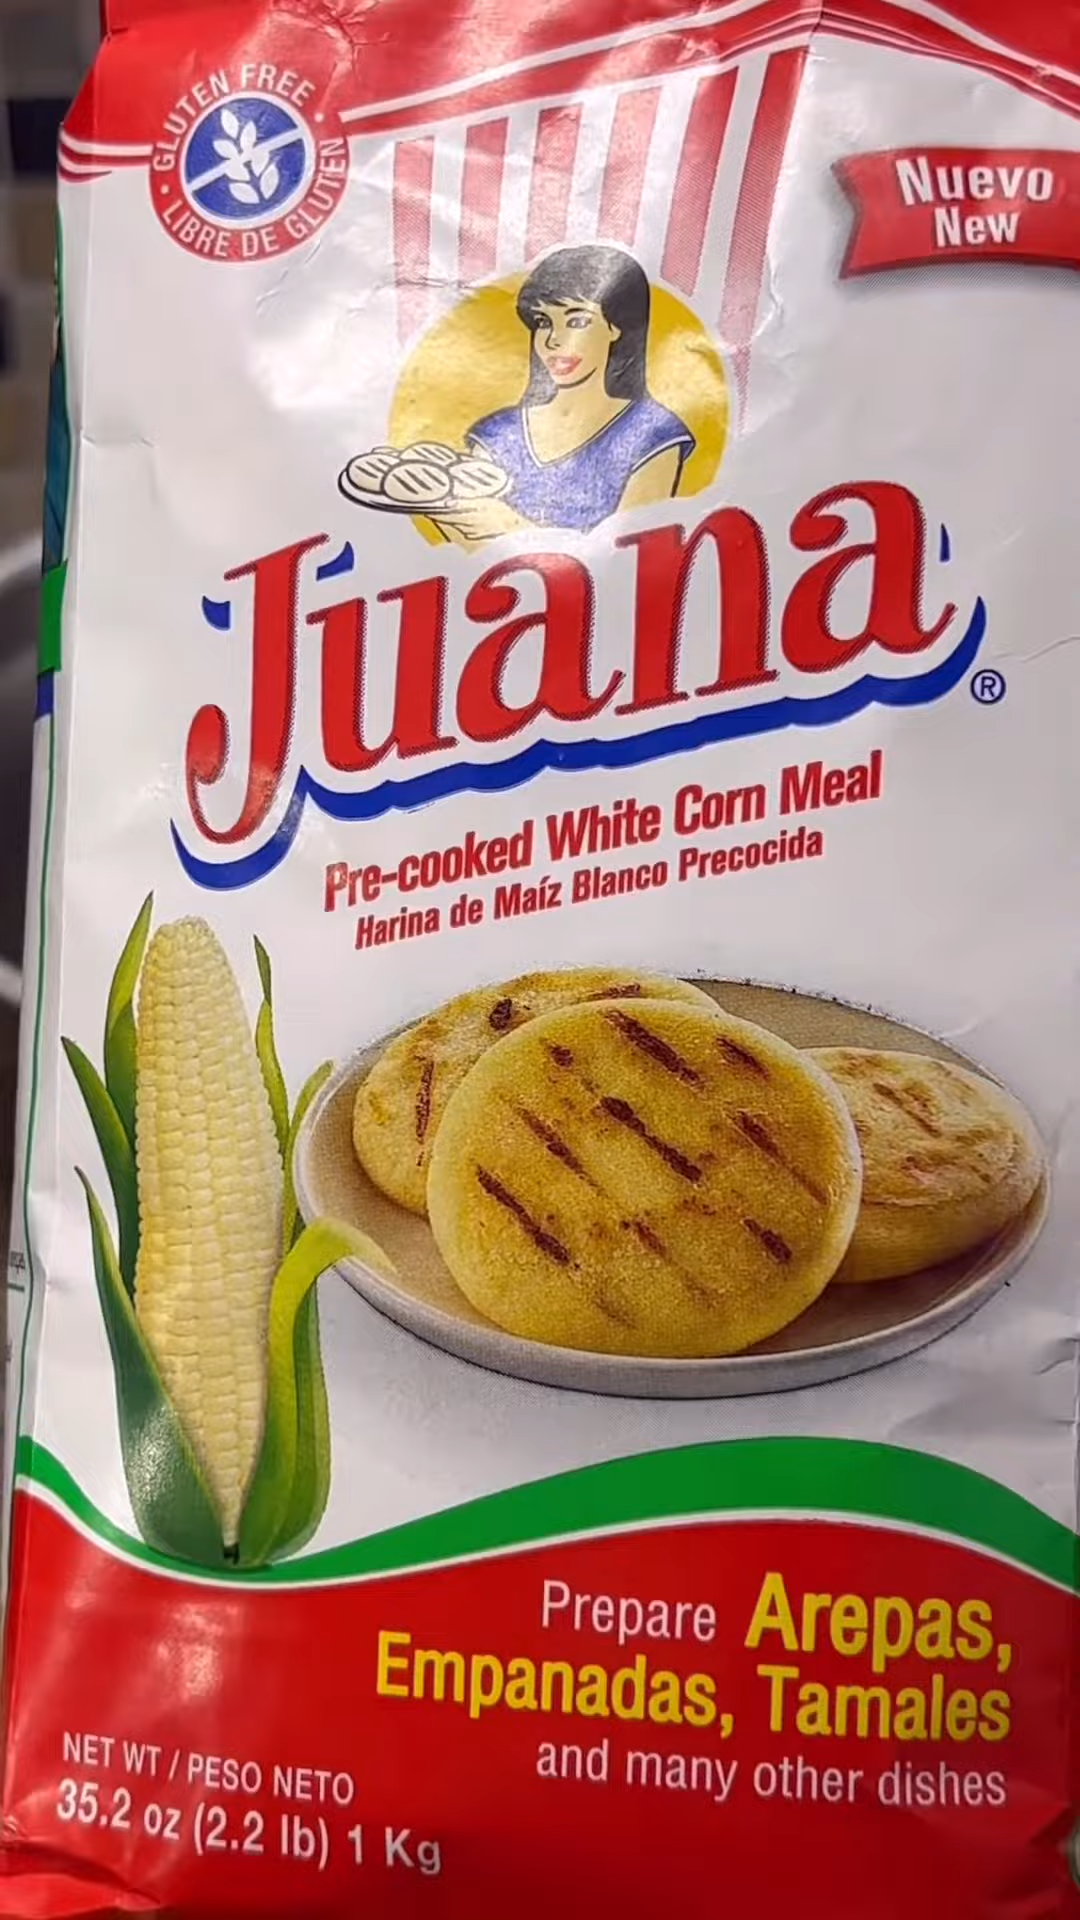 GLUTEN FREE
LIBRE DE GLUTEN
Nuevo
New
Juana®
Pre-cooked White Corn Meal
Harina de Maíz Blanco Precocida
Prepare Arepas,
Empanadas, Tamales
and many other dishes
NET WT / PESO NETO
35.2 oz (2.2 lb) 1 Kg